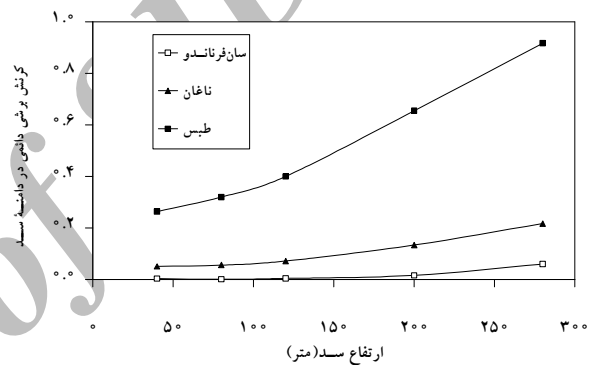 سان‌فرناندو
ناغان
طبس
کرنش برشی دائمی در دامنهٔ سد
۱.۰
۰.۸
۰.۶
۰.۴
۰.۲
۰.۰
۰ ۵۰ ۱۰۰ ۱۵۰ ۲۰۰ ۲۵۰ ۳۰۰
ارتفاع سد(متر)
of